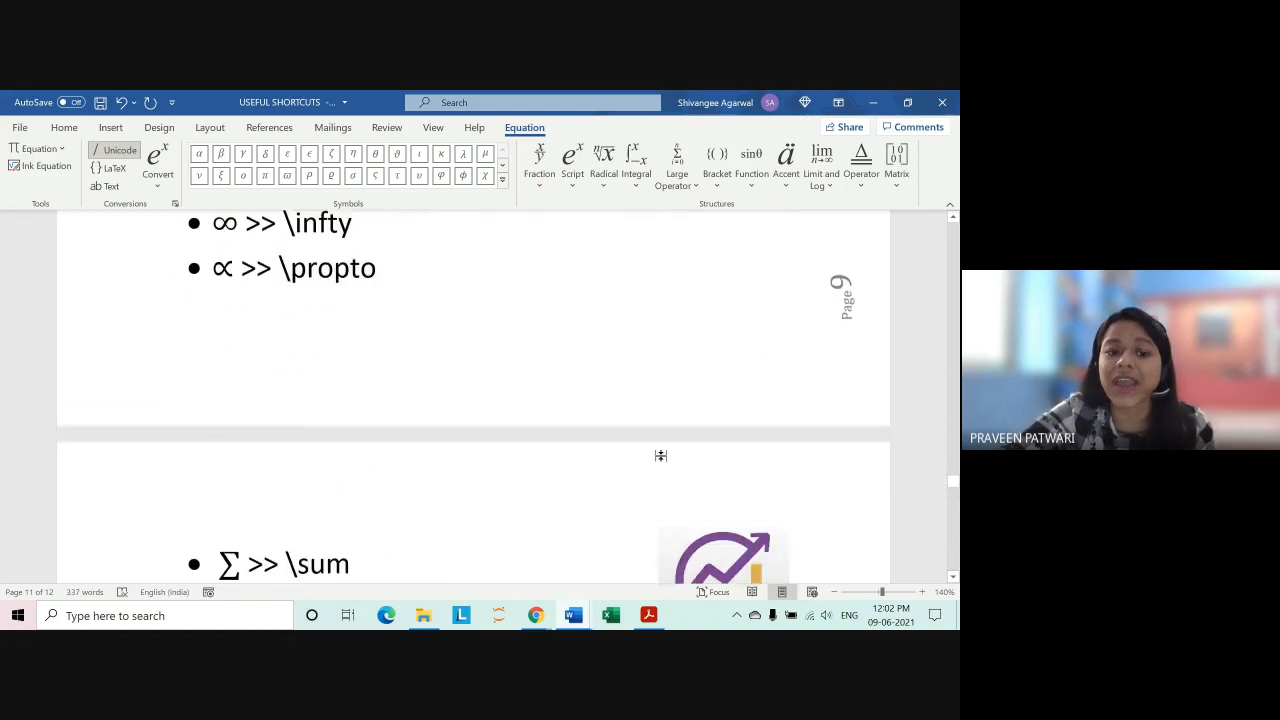 AutoSave Off
USEFUL SHORTCUTS -...
Search
Shivangee Agarwal SA
File Home Insert Design Layout References Mailings Review View Help Equation
Share Comments
Equation
Ink Equation
Tools
Unicode
{} LaTeX
ab Text
e^x
Convert
Conversions
α β γ δ ε ϵ ζ η θ ϑ ι κ λ μ
ν ξ ο π ϖ ρ ϱ σ ς τ υ φ ϕ χ
Symbols
Fraction Script Radical Integral Large Operator Bracket Function Accent Limit and Log Operator Matrix
Structures
• ∞ >> \infty
• ∝ >> \propto
Page 9
• ∑ >> \sum
PRAVEEN PATWARI
Page 11 of 12 337 words English (India) Focus 140%
Type here to search
ENG
12:02 PM
09-06-2021